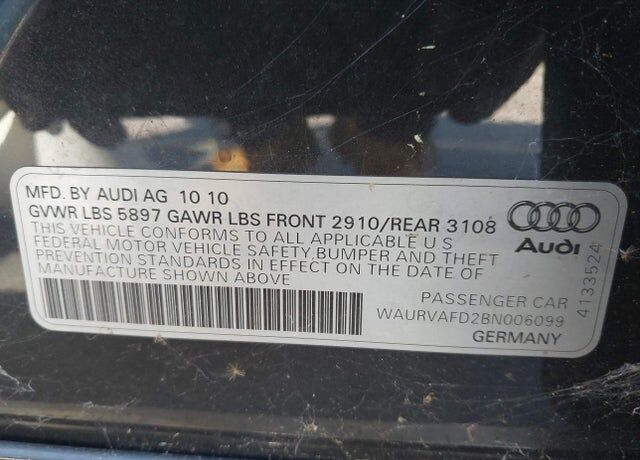 MFD. BY AUDI AG 10 10
GVWR LBS 5897 GAWR LBS FRONT 2910/REAR 3108
THIS VEHICLE CONFORMS TO ALL APPLICABLE U S
FEDERAL MOTOR VEHICLE SAFETY,BUMPER AND THEFT
PREVENTION STANDARDS IN EFFECT ON THE DATE OF
MANUFACTURE SHOWN ABOVE
Audi
4133524
PASSENGER CAR
WAURVAFD2BN006099
GERMANY